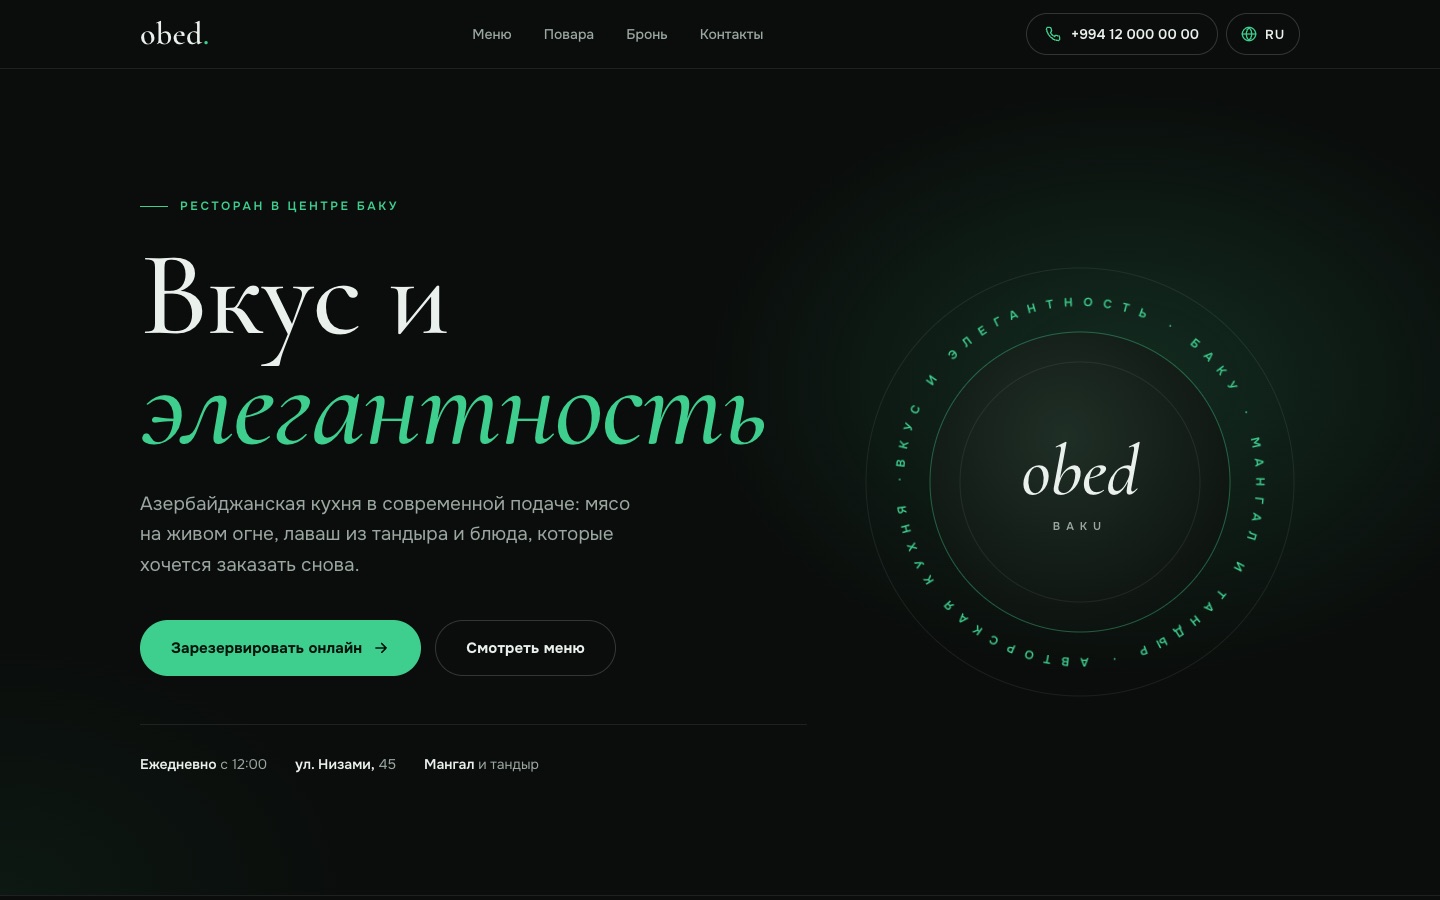 obed.
Меню
Повара
Бронь
Контакты
+994 12 000 00 00
RU
РЕСТОРАН В ЦЕНТРЕ БАКУ
Вкус и
элегантность
Азербайджанская кухня в современной подаче: мясо
на живом огне, лаваш из тандыра и блюда, которые
хочется заказать снова.
Зарезервировать онлайн →
Смотреть меню
Ежедневно с 12:00
ул. Низами, 45
Мангал и тандыр
ВКУС И ЭЛЕГАНТНОСТЬ · БАКУ · МАНГАЛ И ТАНДЫР · АВТОРСКАЯ КУХНЯ ·
obed
BAKU